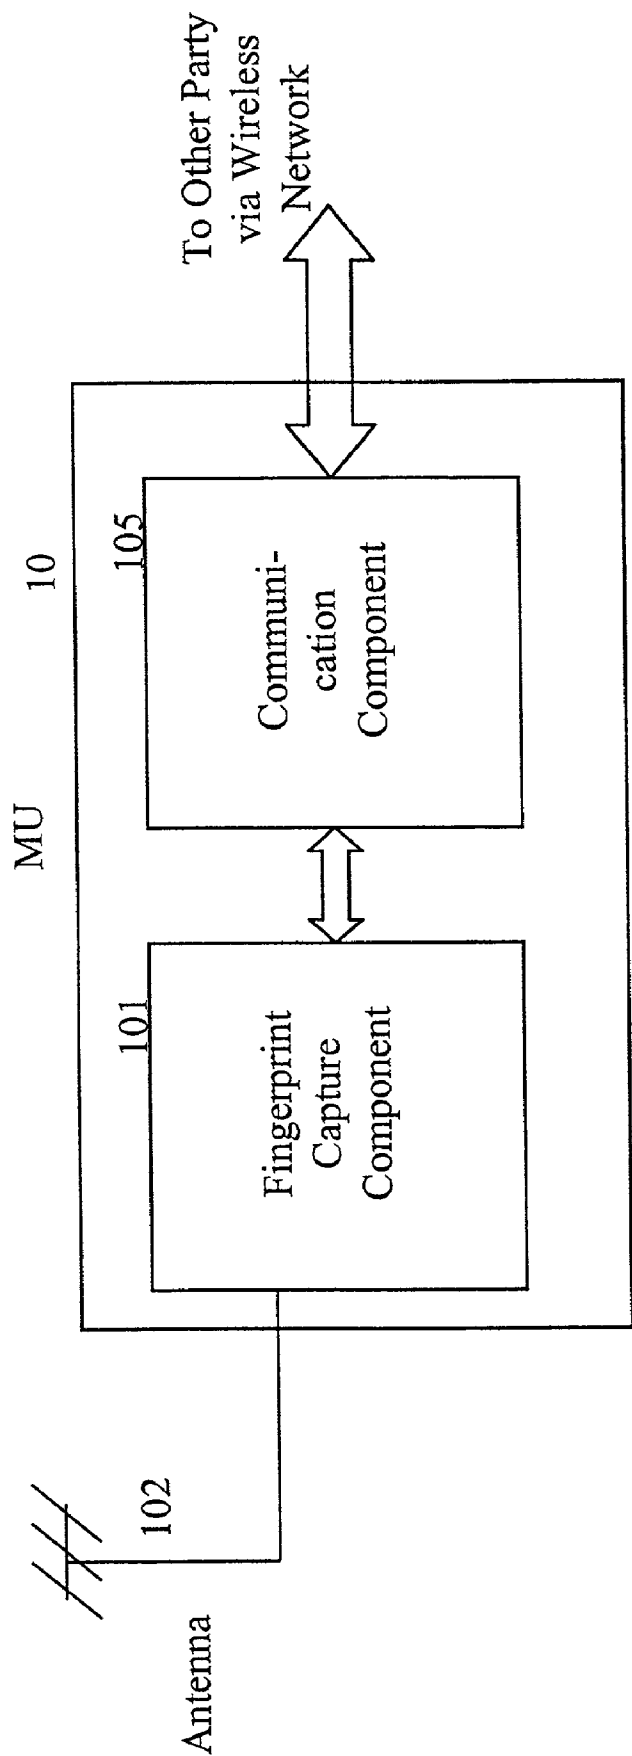 MU
10
To Other Party
via Wireless
Network
101
Fingerprint
Capture
Component
105
Communi-
cation
Component
102
Antenna